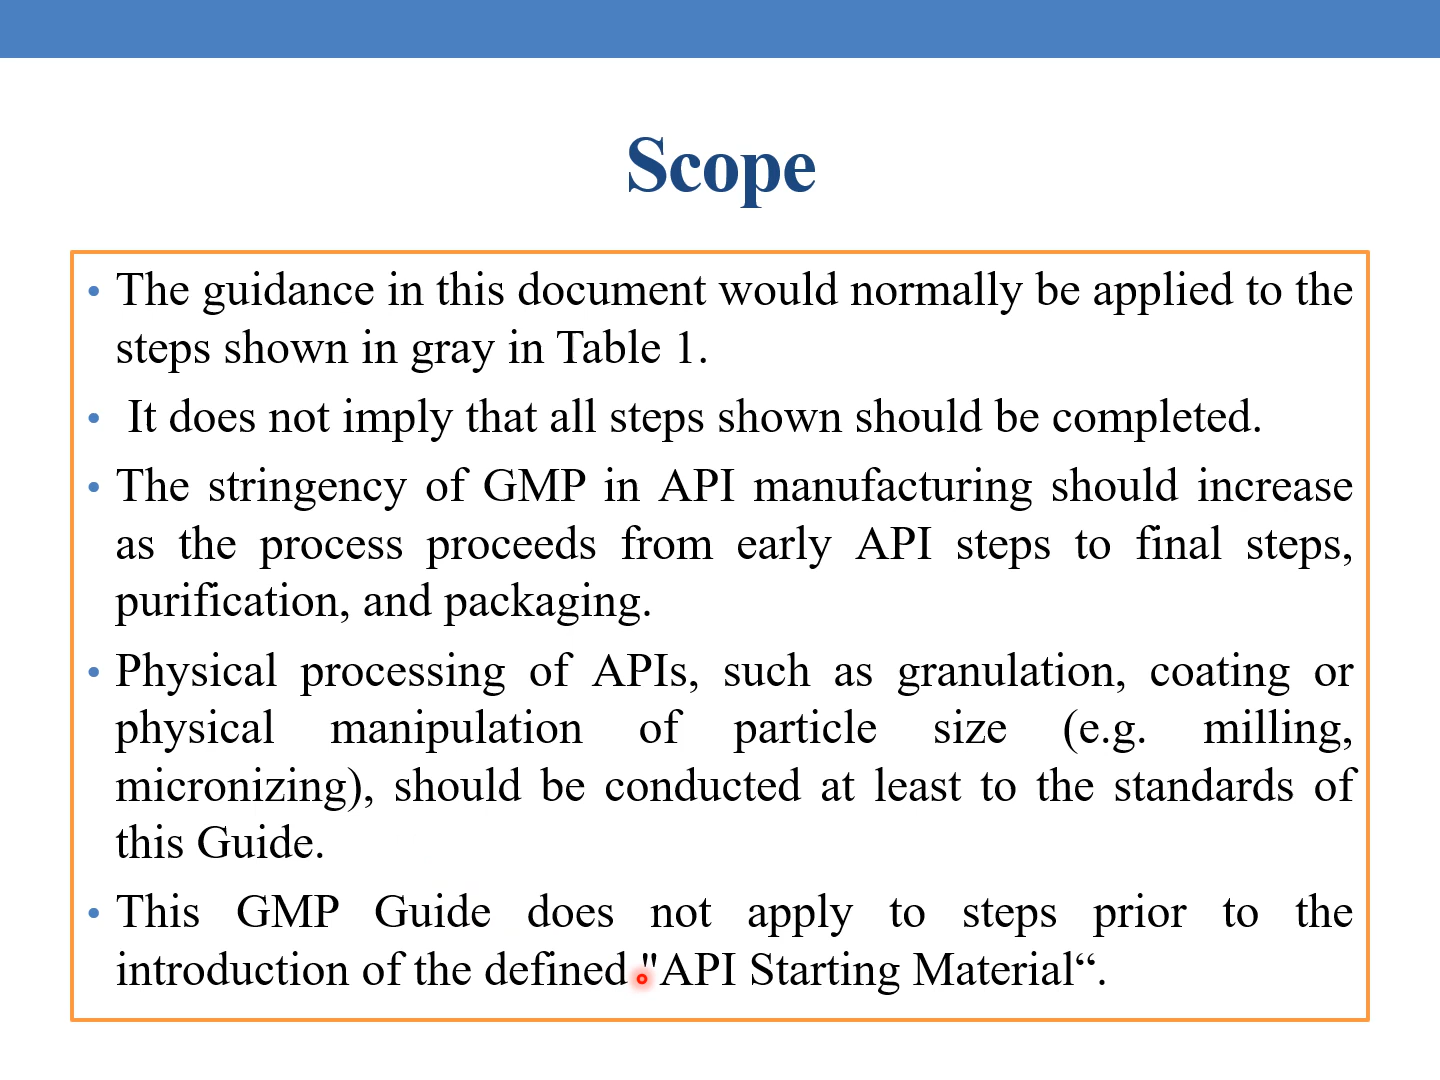 Scope
• The guidance in this document would normally be applied to the
steps shown in gray in Table 1.
• It does not imply that all steps shown should be completed.
• The stringency of GMP in API manufacturing should increase
as the process proceeds from early API steps to final steps,
purification, and packaging.
• Physical processing of APIs, such as granulation, coating or
physical manipulation of particle size (e.g. milling,
micronizing), should be conducted at least to the standards of
this Guide.
• This GMP Guide does not apply to steps prior to the
introduction of the defined "API Starting Material“.